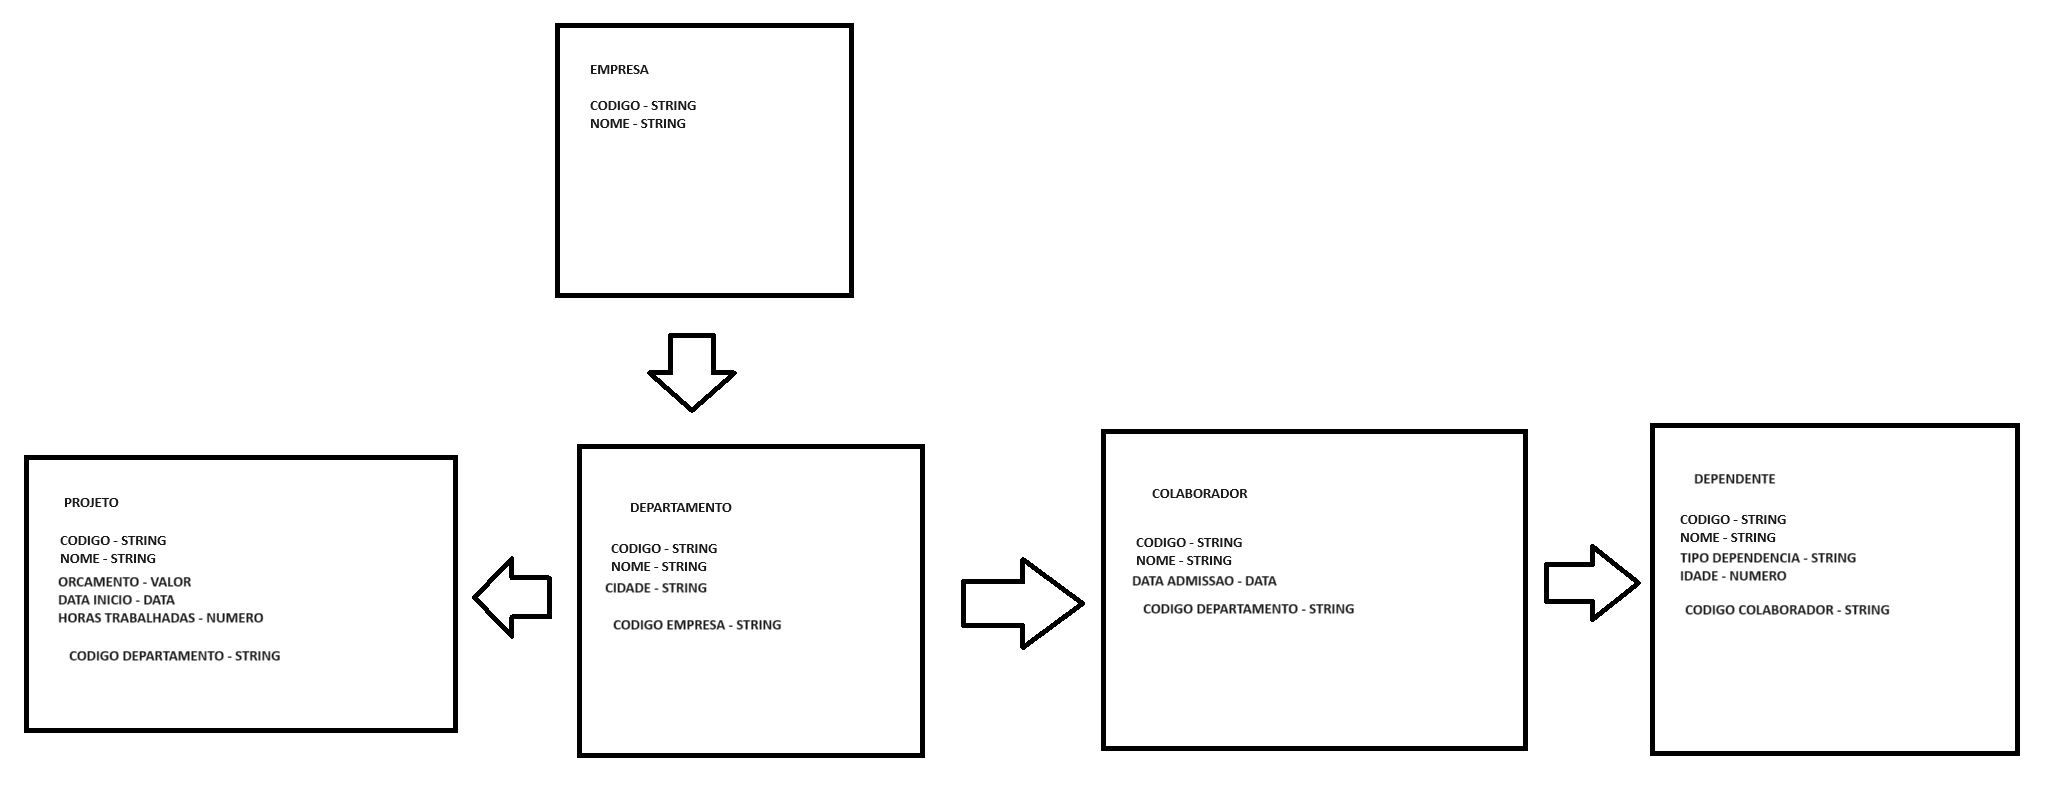 EMPRESA
CODIGO - STRING
NOME - STRING
PROJETO
CODIGO - STRING
NOME - STRING
ORCAMENTO - VALOR
DATA INICIO - DATA
HORAS TRABALHADAS - NUMERO
CODIGO DEPARTAMENTO - STRING
DEPARTAMENTO
CODIGO - STRING
NOME - STRING
CIDADE - STRING
CODIGO EMPRESA - STRING
COLABORADOR
CODIGO - STRING
NOME - STRING
DATA ADMISSAO - DATA
CODIGO DEPARTAMENTO - STRING
DEPENDENTE
CODIGO - STRING
NOME - STRING
TIPO DEPENDENCIA - STRING
IDADE - NUMERO
CODIGO COLABORADOR - STRING